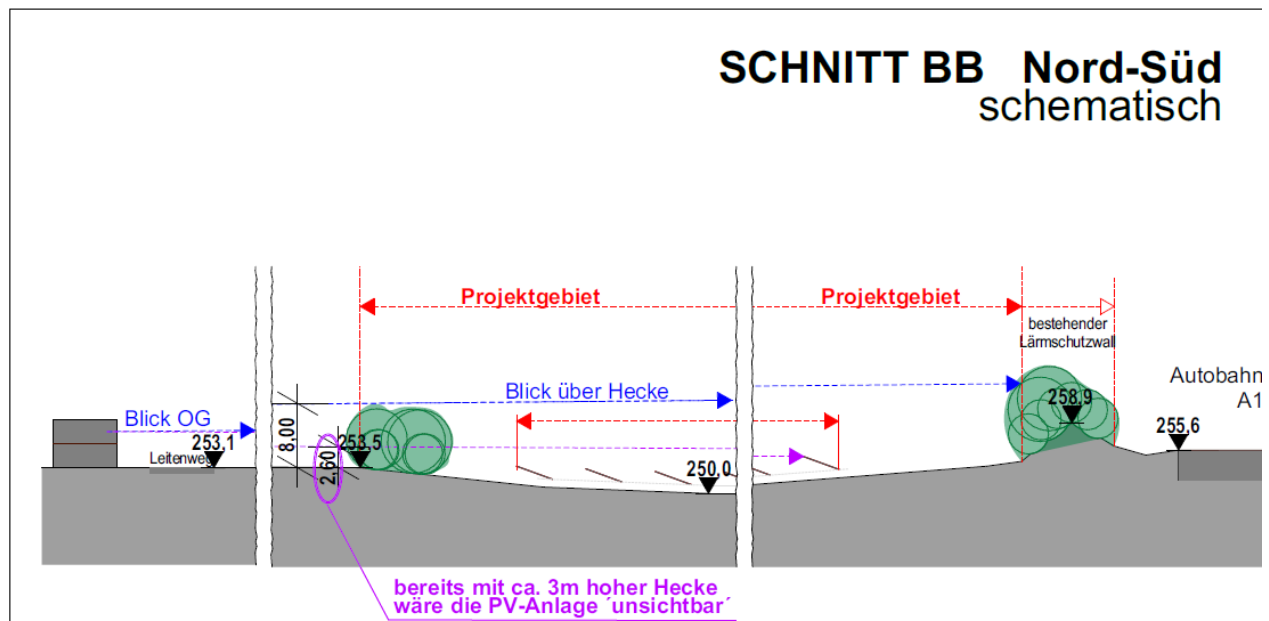 SCHNITT BB Nord-Süd
schematisch
Projektgebiet
Projektgebiet
bestehender
Lärmschutzwal
Blick über Hecke
Autobahn
A1
Blick OG
8.00
258,9
253,1
253,5
255,6
Leitenweg
2,60
250,0
bereits mit ca. 3m hoher Hecke
wäre die PV-Anlage ´unsichtbar´